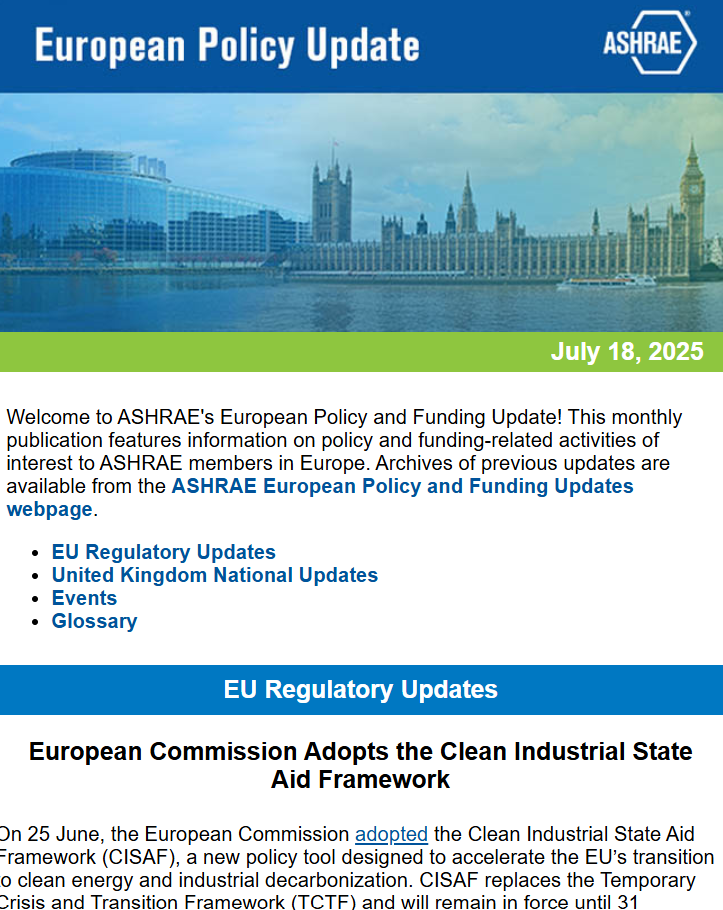 European Policy Update
ASHRAE®
July 18, 2025
Welcome to ASHRAE's European Policy and Funding Update! This monthly
publication features information on policy and funding-related activities of
interest to ASHRAE members in Europe. Archives of previous updates are
available from the ASHRAE European Policy and Funding Updates
webpage.
• EU Regulatory Updates
• United Kingdom National Updates
• Events
• Glossary
EU Regulatory Updates
European Commission Adopts the Clean Industrial State
Aid Framework
On 25 June, the European Commission adopted the Clean Industrial State Aid
Framework (CISAF), a new policy tool designed to accelerate the EU’s transition
to clean energy and industrial decarbonization. CISAF replaces the Temporary
Crisis and Transition Framework (TCTF) and will remain in force until 31